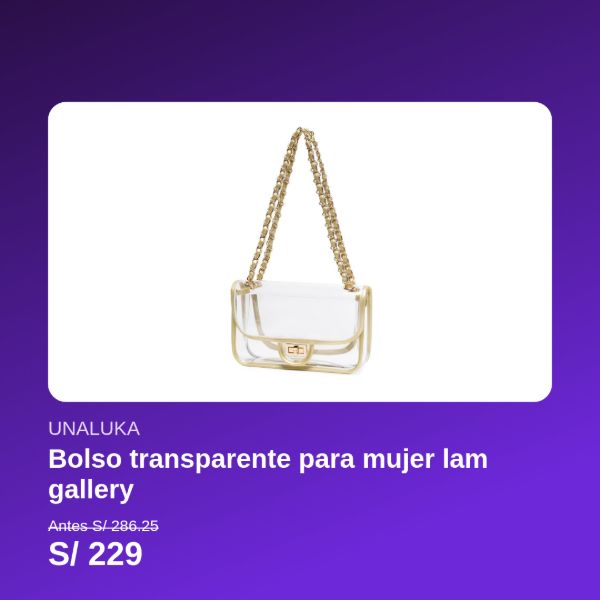 UNALUKA
Bolso transparente para mujer lam
gallery
Antes S/ 286.25
S/ 229